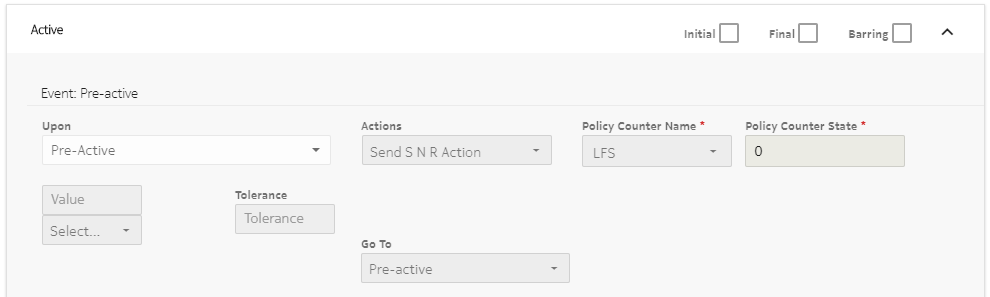 Active
Initial
Final
Barring
Event: Pre-active
Upon
Actions
Policy Counter Name *
Policy Counter State *
Pre-Active
Send S N R Action
LFS
0
Value
Tolerance
Select...
Tolerance
Go To
Pre-active